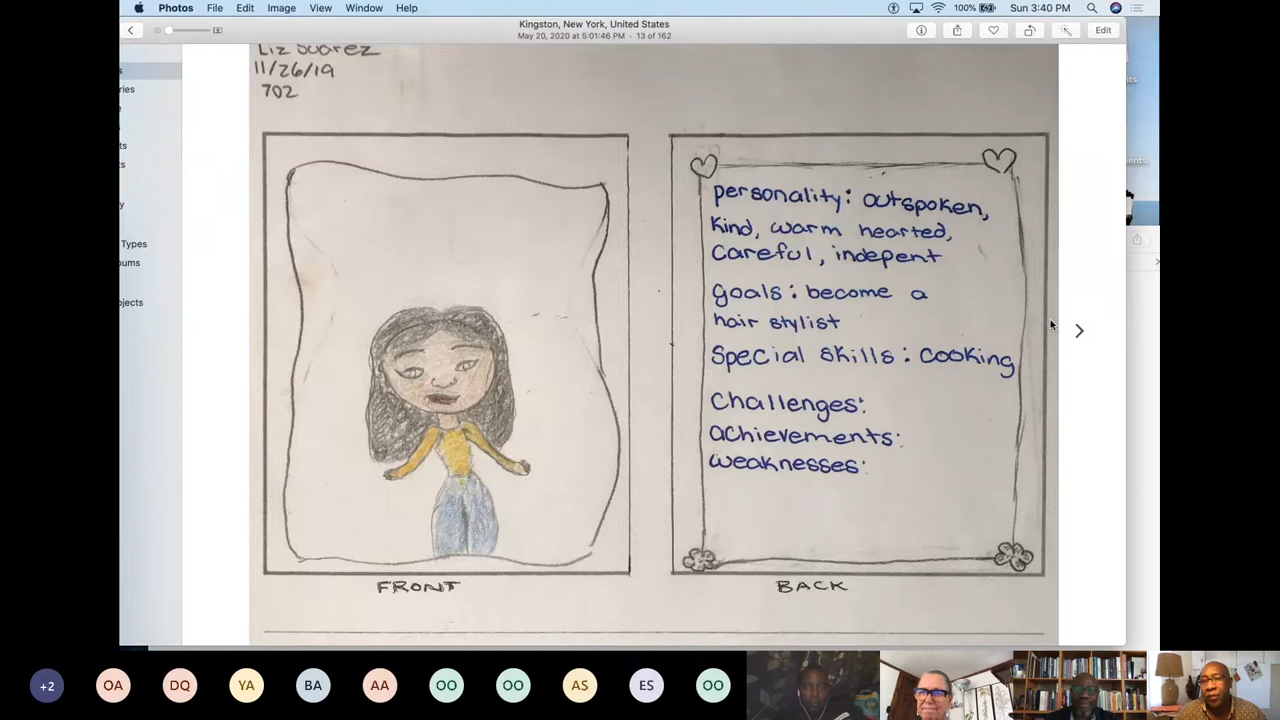 Photos File Edit Image View Window Help
100%
Sun 3:40 PM
Kingston, New York, United States
May 20, 2020 at 5:01:46 PM - 13 of 162
Edit
Liz Suarez
11/26/19
702
personality: outspoken,
kind, warm hearted,
careful, indepent
goals: become a
hair stylist
special skills: cooking
challenges:
achievements:
weaknesses:
FRONT
BACK
+2
OA
DQ
YA
BA
AA
OO
OO
AS
ES
OO